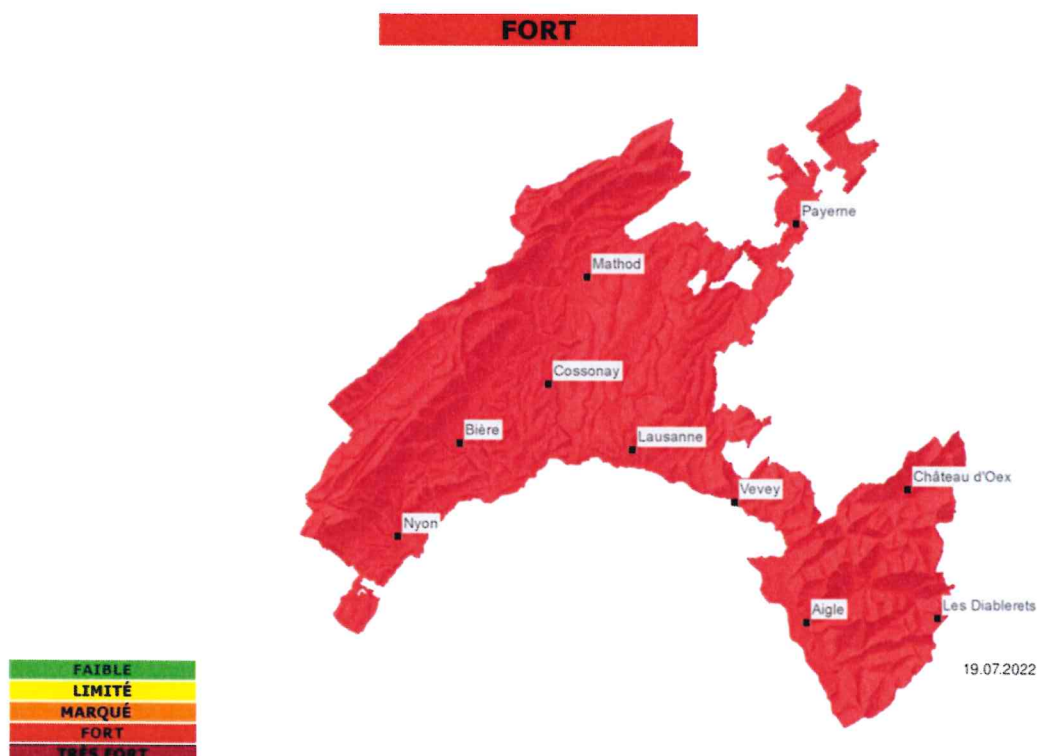 FORT
Payerne
Mathod
Cossonay
Bière
Lausanne
Château d'Oex
Vevey
Nyon
Aigle
Les Diablerets
19.07.2022
FAIBLE
LIMITÉ
MARQUÉ
FORT
TRÈS FORT